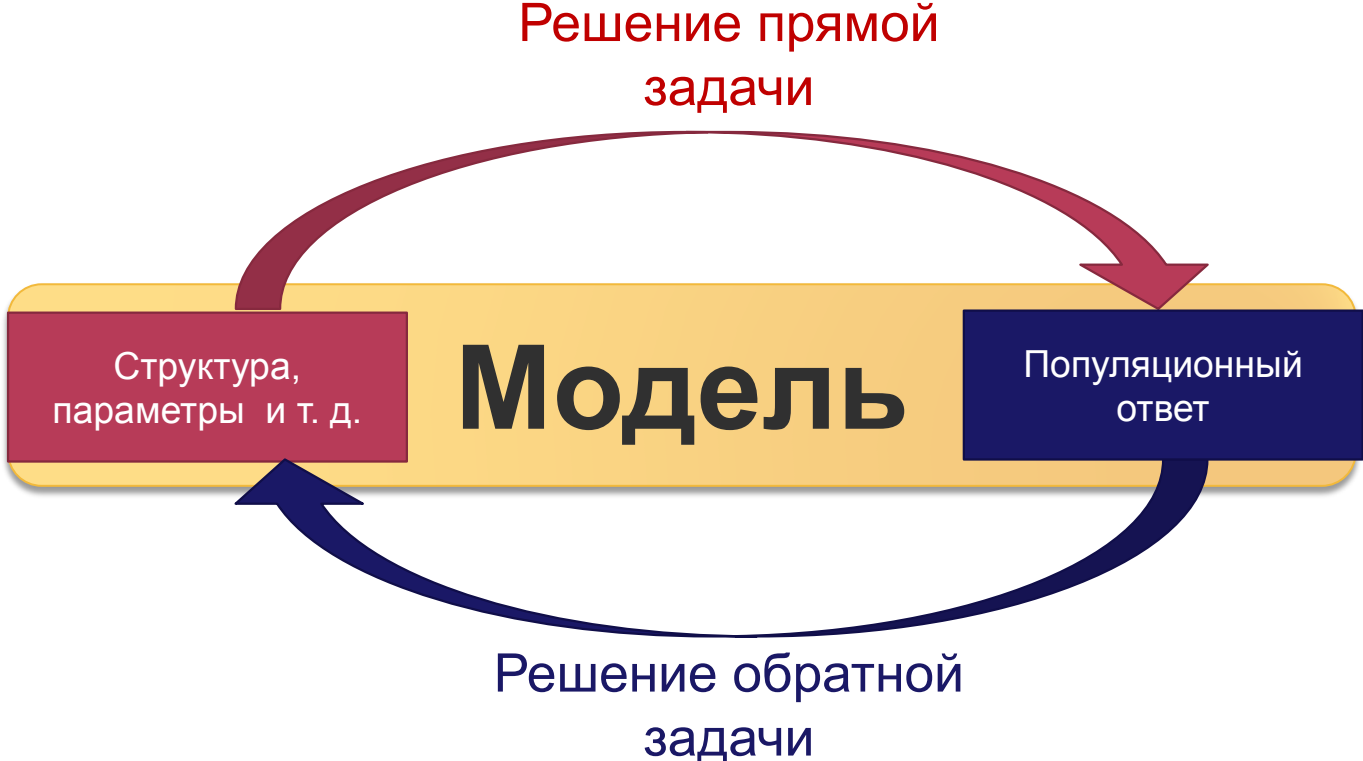 Решение прямой
задачи
Структура,
параметры и т. д.
Модель
Популяционный
ответ
Решение обратной
задачи